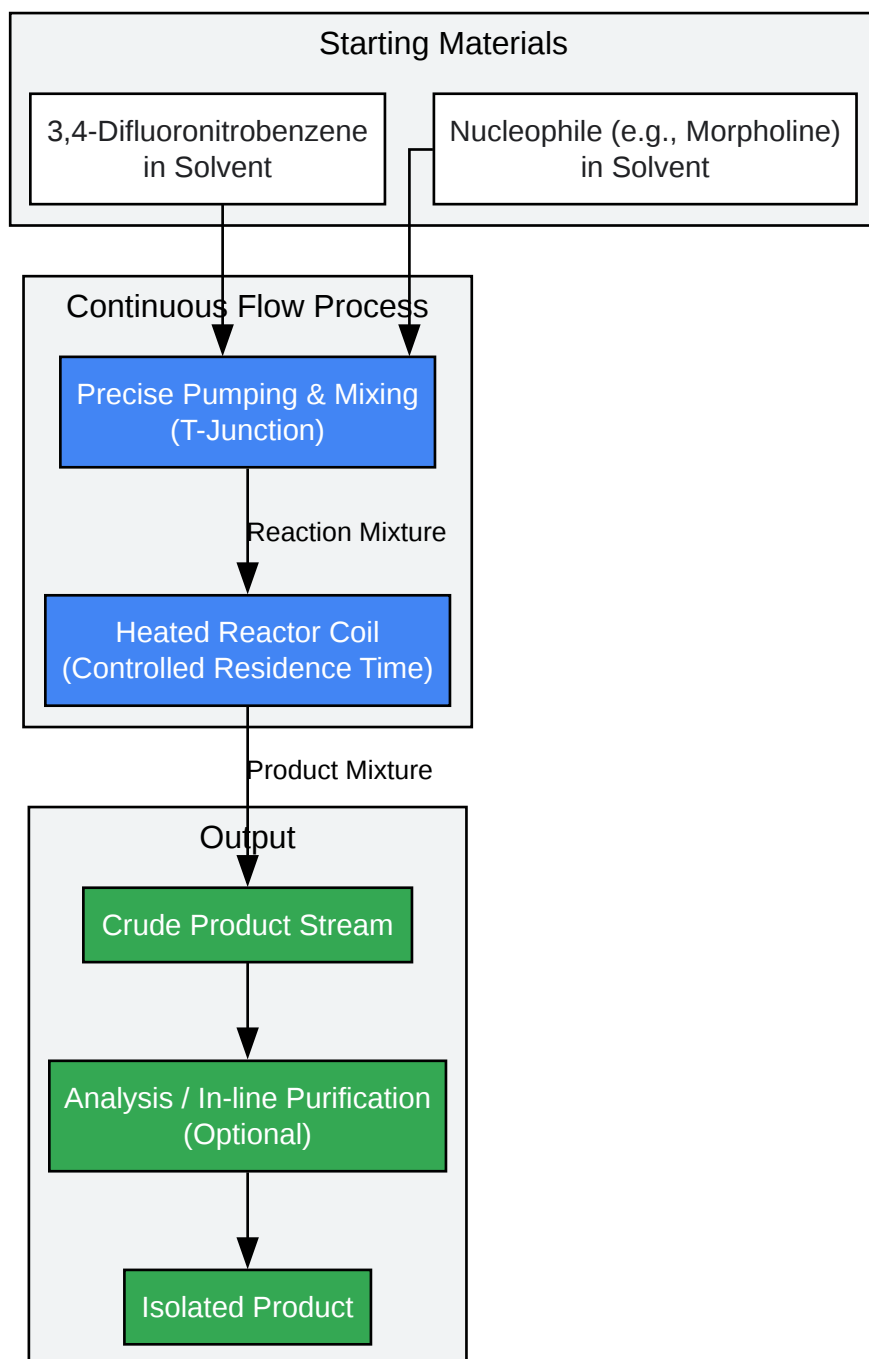 Starting Materials
3,4-Difluoronitrobenzene
in Solvent
Nucleophile (e.g., Morpholine)
in Solvent
Continuous Flow Process
Precise Pumping & Mixing
(T-Junction)
Reaction Mixture
Heated Reactor Coil
(Controlled Residence Time)
Product Mixture
Output
Crude Product Stream
Analysis / In-line Purification
(Optional)
Isolated Product